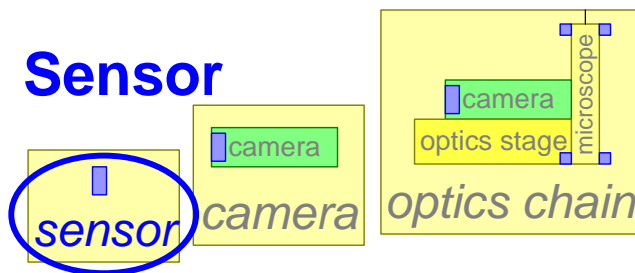 Sensor
sensor
camera
camera
camera
optics stage
microscope
optics chain